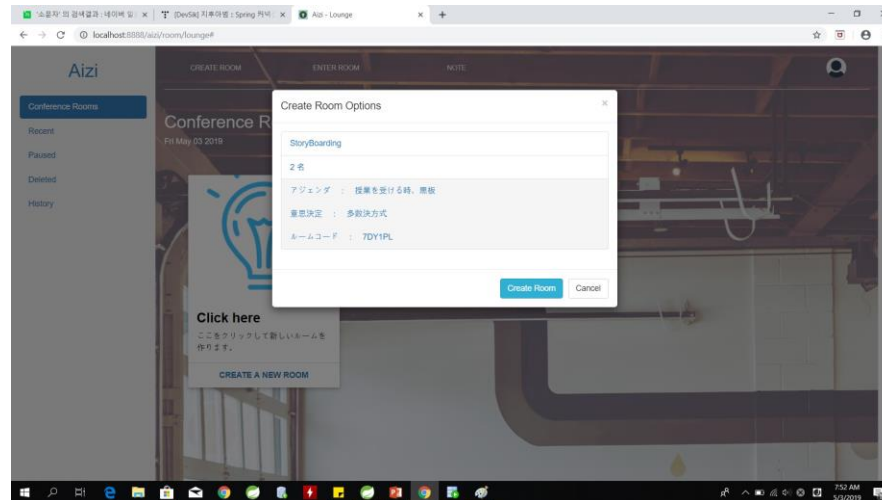 '소문자'의 검색결과 : 네이버 일
[DevSik] 지후아빠 : Spring 커넥
Aizi - Lounge
localhost:8888/aizi/room/lounge#
Aizi
CREATE ROOM
ENTER ROOM
NOTE
Conference Rooms
Recent
Paused
Deleted
History
Conference R
Fri May 03 2019
Create Room Options
×
StoryBoarding
2 名
アジェンダ : 授業を受ける時、黒板
意思決定 : 多数決方式
ルームコード : 7DY1PL
Create Room
Cancel
Click here
ここをクリックして新しいルームを
作ります。
CREATE A NEW ROOM
7:52 AM
5/3/2019